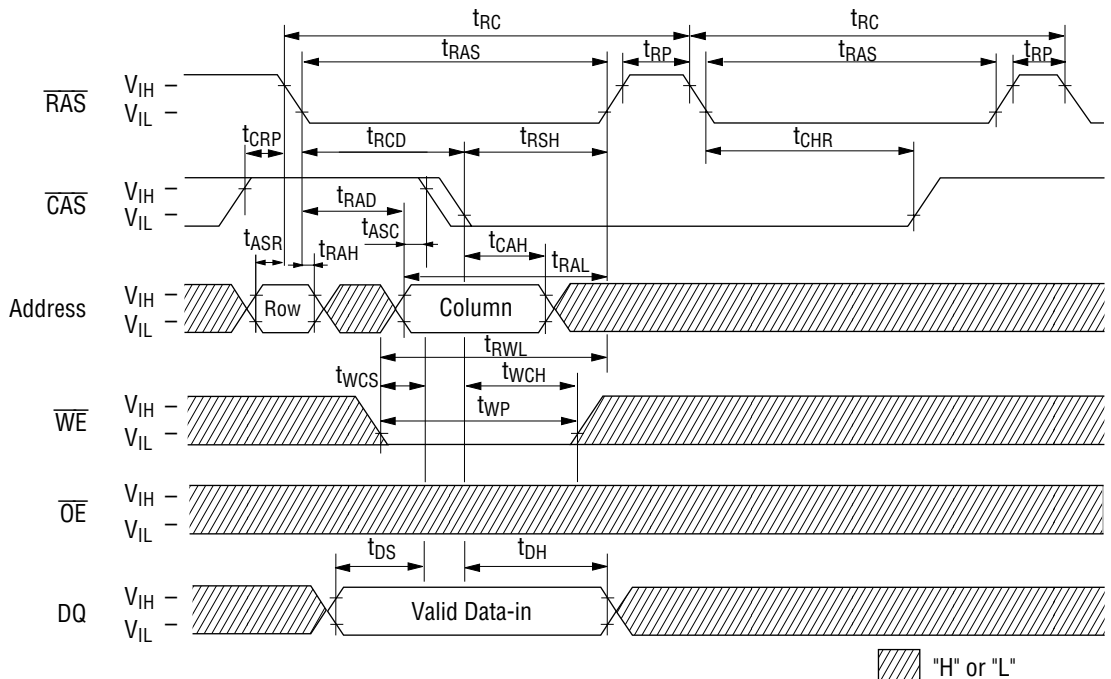 tRC tRC
tRAS tRP tRAS tRP
RAS VIH –
VIL –
tCRP tRCD tRSH tCHR
CAS VIH –
VIL –
tRAD
tASR tRAH tASC tCAH
tRAL
Address VIH –
VIL –
Row Column
tRWL
tWCS tWCH
tWP
WE VIH –
VIL –
OE VIH –
VIL –
tDS tDH
DQ VIH –
VIL –
Valid Data-in
"H" or "L"